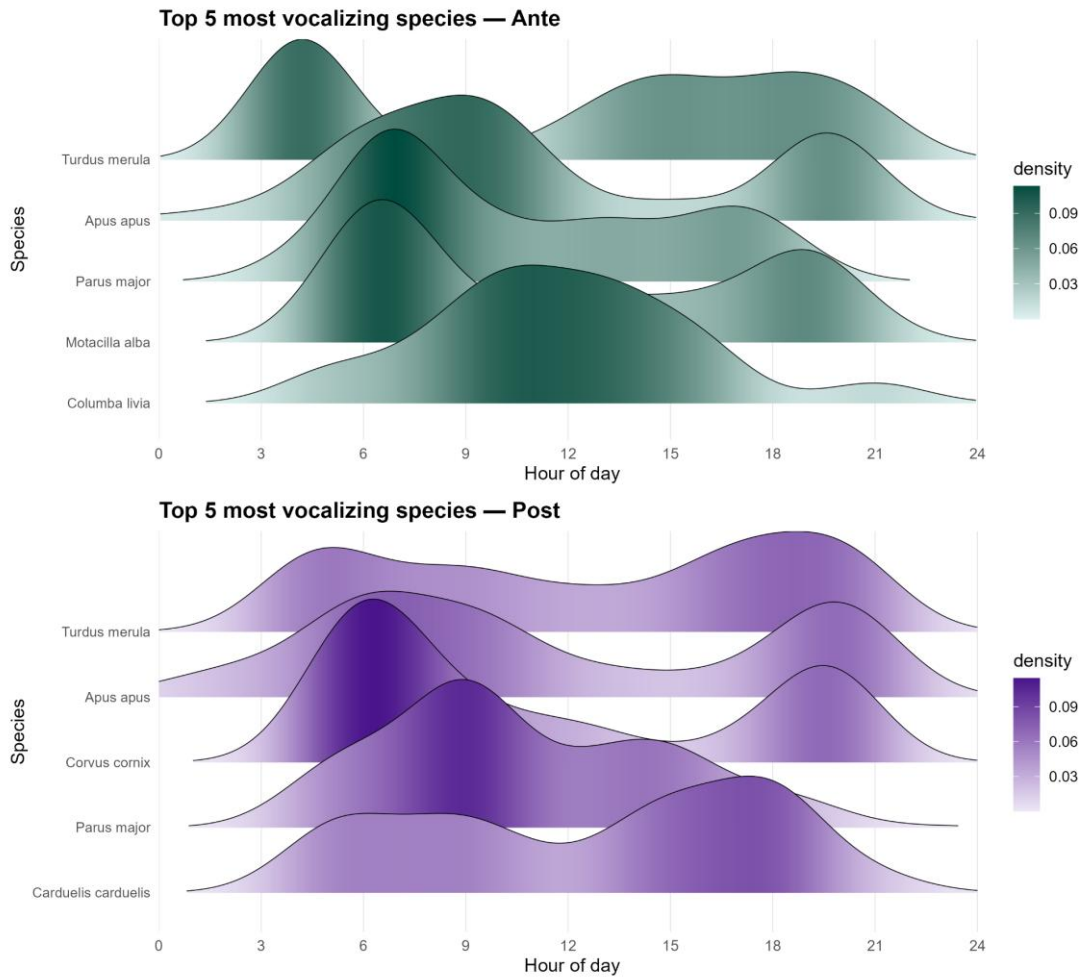 Top 5 most vocalizing species — Ante
Species
Turdus merula
Apus apus
Parus major
Motacilla alba
Columba livia
0 3 6 9 12 15 18 21 24
Hour of day
density
0.09
0.06
0.03
Top 5 most vocalizing species — Post
Species
Turdus merula
Apus apus
Corvus cornix
Parus major
Carduelis carduelis
0 3 6 9 12 15 18 21 24
Hour of day
density
0.09
0.06
0.03